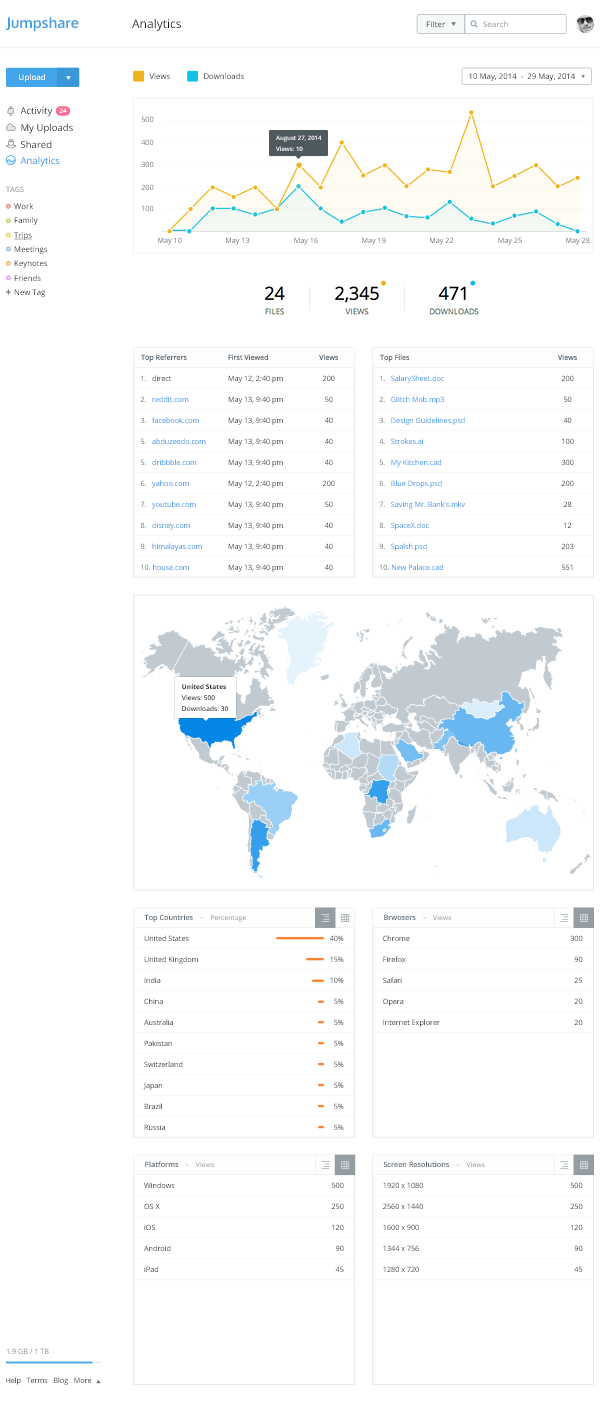 Jumpshare
Analytics
Filter
Search
Upload
Activity 24
My Uploads
Shared
Analytics
TAGS
Work
Family
Trips
Meetings
Keynotes
Friends
+ New Tag
Views
Downloads
10 May, 2014 - 29 May, 2014
500
400
300
200
100
August 27, 2014
Views: 10
May 10 May 13 May 16 May 19 May 22 May 25 May 28
24 2,345 471
FILES VIEWS DOWNLOADS
Top Referrers First Viewed Views
1. direct May 12, 2:40 pm 200
2. reddit.com May 13, 9:40 pm 50
3. facebook.com May 13, 9:40 pm 40
5. abduzeedo.com May 13, 9:40 pm 40
5. dribbble.com May 13, 9:40 pm 40
6. yahoo.com May 12, 2:40 pm 200
7. youtube.com May 13, 9:40 pm 50
8. disney.com May 13, 9:40 pm 40
9. himalayas.com May 13, 9:40 pm 40
10. house.com May 13, 9:40 pm 40
Top Files Views
1. SalarySheet.doc 200
2. Glitch Mob.mp3 50
3. Design Guidelines.psd 40
4. Strokes.ai 100
5. My Kitchen.cad 300
6. Blue Drops.psd 200
7. Saving Mr. Bank's.mkv 28
8. SpaceX.doc 12
9. Spalsh.psd 203
10. New Palace.cad 551
United States
Views: 500
Downloads: 30
Top Countries - Percentage
United States 40%
United Kingdom 15%
India 10%
China 5%
Australia 5%
Pakistan 5%
Switzerland 5%
Japan 5%
Brazil 5%
Russia 5%
Brwosers - Views
Chrome 300
Firefox 90
Safari 25
Opera 20
Internet Explorer 20
Platforms - Views
Windows 500
OS X 250
iOS 120
Android 90
iPad 45
Screen Resolutions - Views
1920 x 1080 500
2560 x 1440 250
1600 x 900 120
1344 x 756 90
1280 x 720 45
1.9 GB / 1 TB
Help Terms Blog More